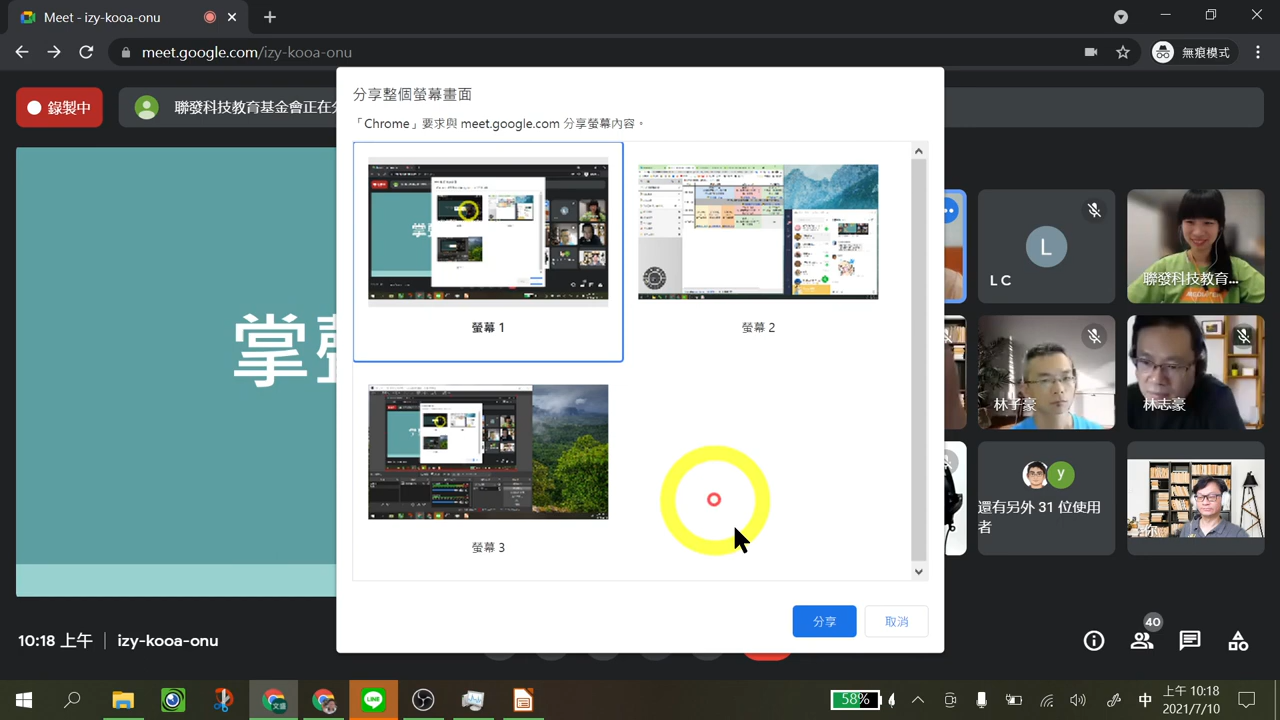 Meet - izy-kooa-onu
meet.google.com/izy-kooa-onu
無痕模式
錄製中
聯發科技教育基金會正在分
分享整個螢幕畫面
「Chrome」要求與 meet.google.com 分享螢幕內容。
螢幕 1
螢幕 2
螢幕 3
分享
取消
掌
L
L C
聯發科技教育...
林子豪
林志豪
y
還有另外 31 位使
者
10:18 上午
izy-kooa-onu
40
58%
中
上午 10:18
2021/7/10